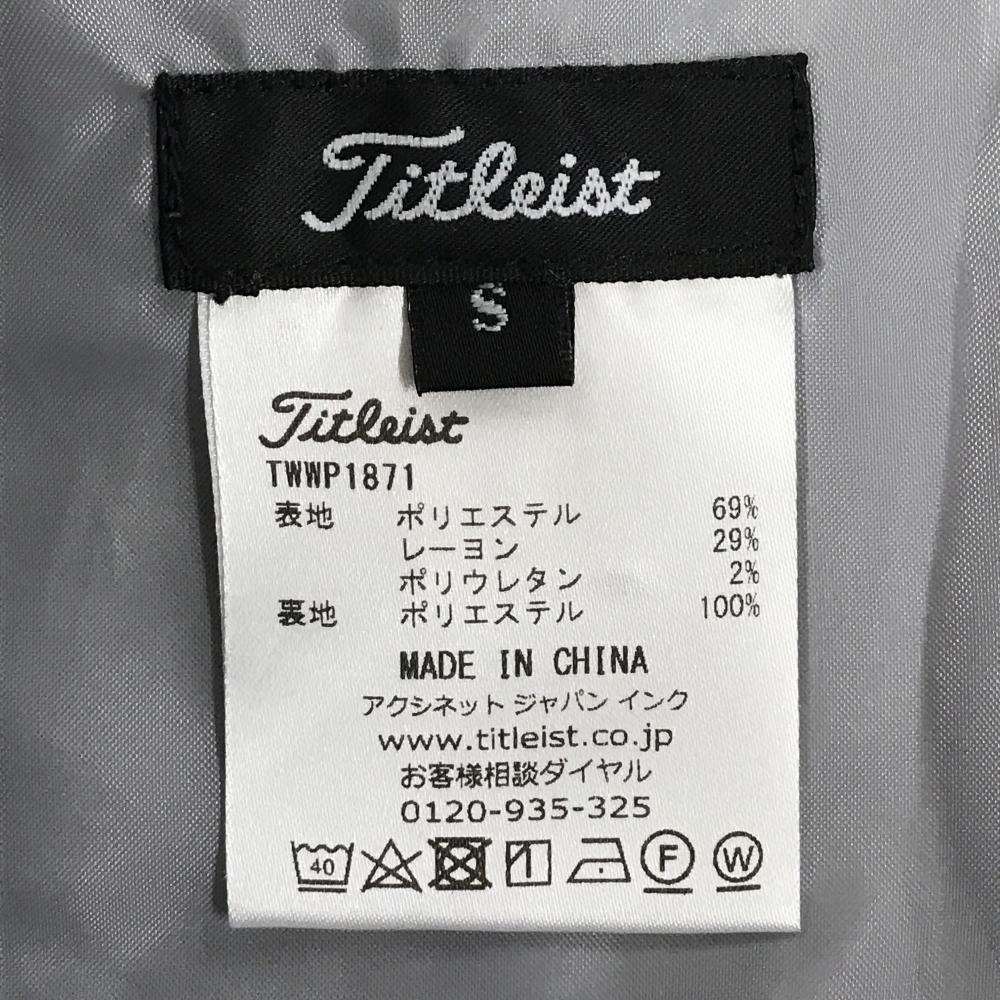 Titleist
S
Titleist
TWWP1871
表地 ポリエステル 69%
レーヨン 29%
ポリウレタン 2%
裏地 ポリエステル 100%
MADE IN CHINA
アクシネット ジャパン インク
www.titleist.co.jp
お客様相談ダイヤル
0120-935-325
40 F W